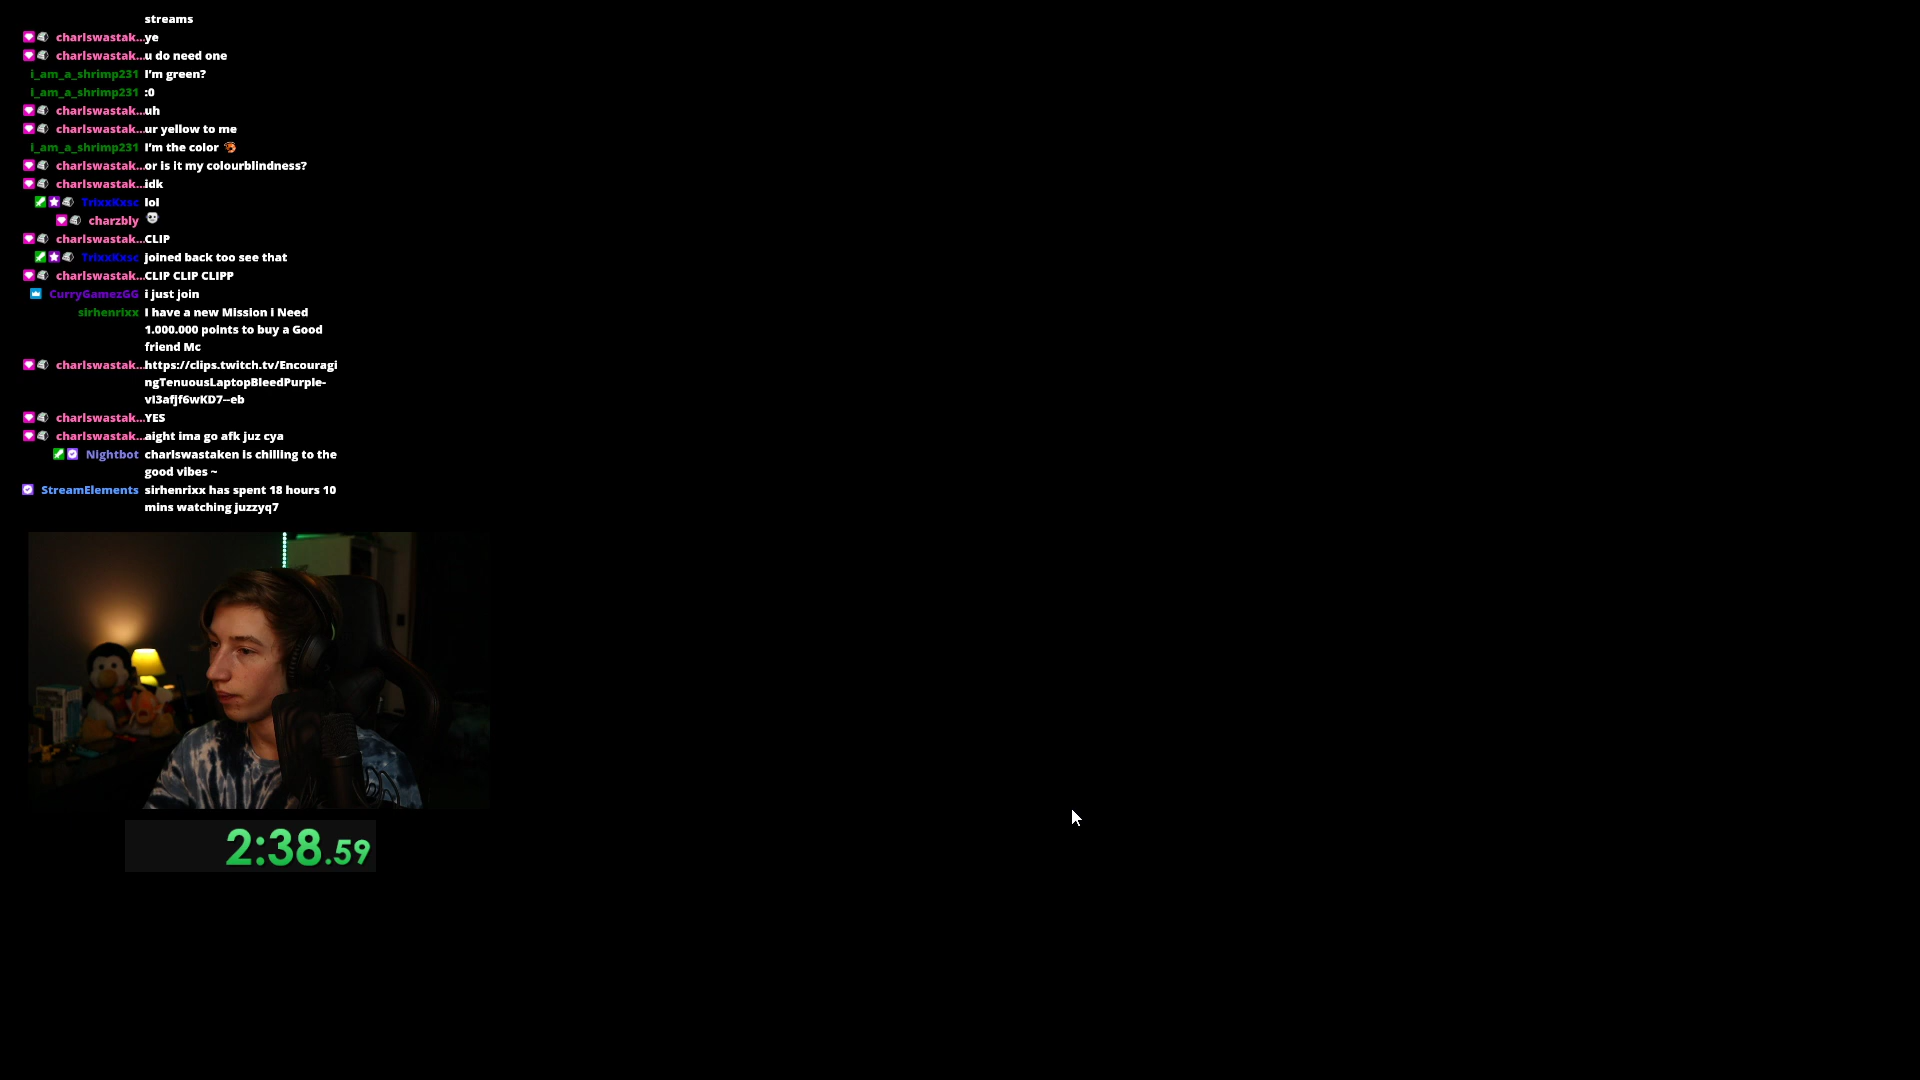 streams
charlswastak... ye
charlswastak... u do need one
i_am_a_shrimp231 I'm green?
i_am_a_shrimp231 :0
charlswastak... uh
charlswastak... ur yellow to me
i_am_a_shrimp231 I'm the color 🦐
charlswastak... or is it my colourblindness?
charlswastak... idk
TrixxKxsc lol
charzbly
charlswastak... CLIP
TrixxKxsc joined back too see that
charlswastak... CLIP CLIP CLIPP
CurryGamezGG i just join
sirhenrixx I have a new Mission i Need
1.000.000 points to buy a Good
friend Mc
charlswastak... https://clips.twitch.tv/Encouragi
ngTenuousLaptopBleedPurple-
vI3afjf6wKD7--eb
charlswastak... YES
charlswastak... aight ima go afk juz cya
Nightbot charlswastaken is chilling to the
good vibes ~
StreamElements sirhenrixx has spent 18 hours 10
mins watching juzzyq7
2:38.59